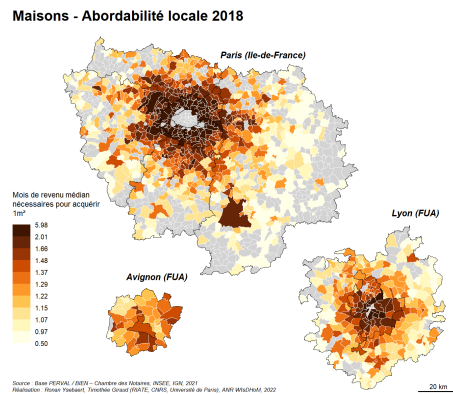 Maisons - Abordabilité locale 2018
Paris (Ile-de-France)
Mois de revenu médian
nécessaires pour acquérir
1m²
5.98
2.01
1.66
1.48
1.39
1.29
1.22
1.15
1.07
0.97
0.50
Lyon (FUA)
Avignon (FUA)
20 km
Source : Base PERVAL / BIEN – Chambre des Notaires, INSEE, IGN, 2021
Réalisation : Ronan Ysebaert, Timothée Giraud (RIATE, CNRS, Université de Paris), ANR WIsDHoM, 2022